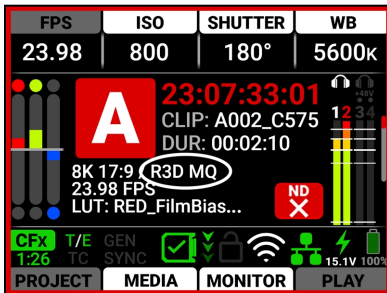 FPS ISO SHUTTER WB
23.98 800 180° 5600K
A
23:07:33:01
CLIP: A002_C575
DUR: 00:02:10
+48V
1 2 3 4
8K 17:9 / R3D MQ
23.98 FPS
LUT: RED_FilmBias...
ND
CFX T/E GEN
1:26 TC SYNC
15.1V 100%
PROJECT MEDIA MONITOR PLAY